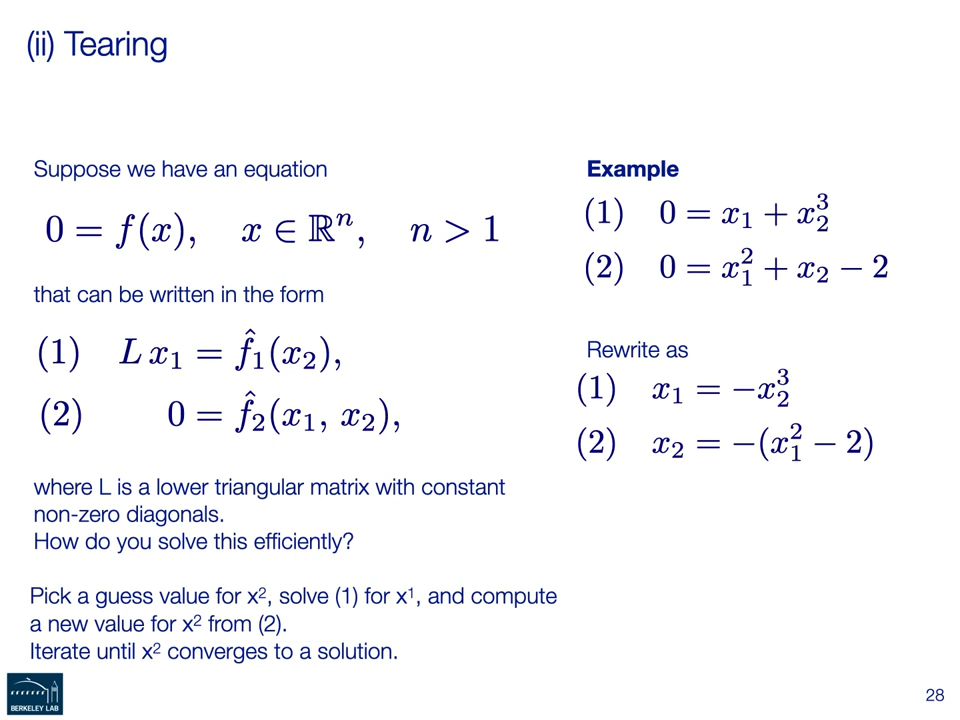 (ii) Tearing
Suppose we have an equation
0 = f(x), x ∈ ℝⁿ, n > 1
that can be written in the form
(1) L x₁ = f̂₁(x₂),
(2) 0 = f̂₂(x₁, x₂),
where L is a lower triangular matrix with constant
non-zero diagonals.
How do you solve this efficiently?
Pick a guess value for x², solve (1) for x¹, and compute
a new value for x² from (2).
Iterate until x² converges to a solution.
Example
(1) 0 = x₁ + x₂³
(2) 0 = x₁² + x₂ − 2
Rewrite as
(1) x₁ = −x₂³
(2) x₂ = −(x₁² − 2)
BERKELEY LAB
28